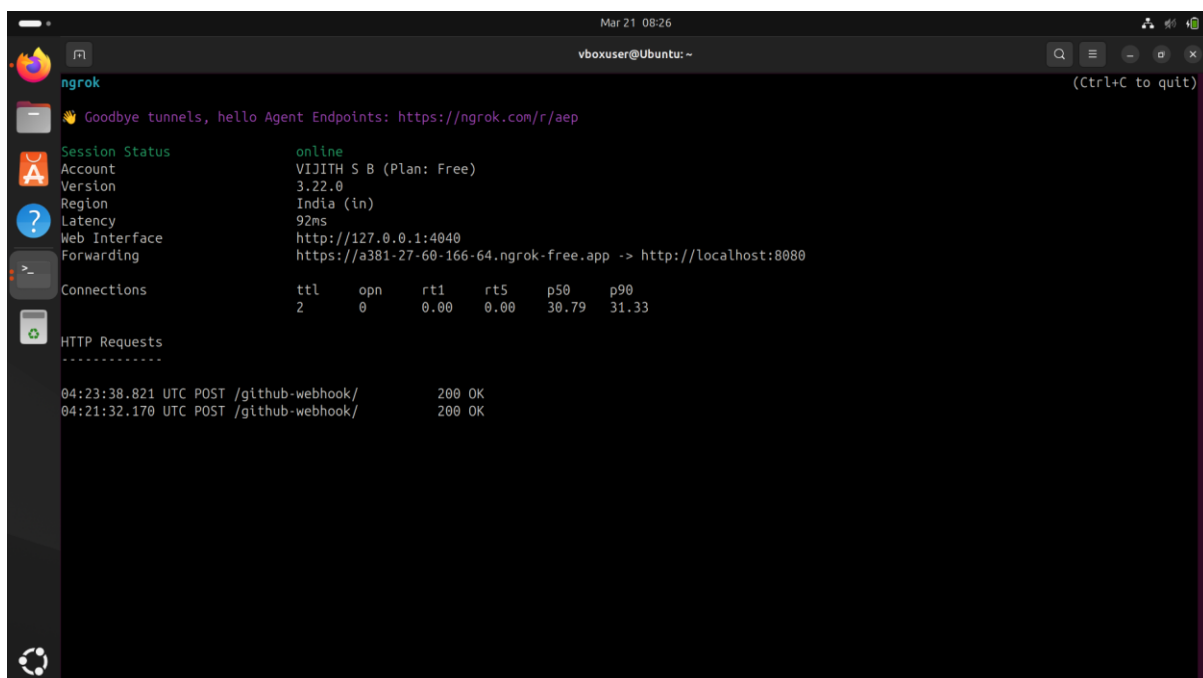 Mar 21 08:26
vboxuser@Ubuntu: ~
ngrok (Ctrl+C to quit)
👋 Goodbye tunnels, hello Agent Endpoints: https://ngrok.com/r/aep
Session Status online
Account VIJITH S B (Plan: Free)
Version 3.22.0
Region India (in)
Latency 92ms
Web Interface http://127.0.0.1:4040
Forwarding https://a381-27-60-166-64.ngrok-free.app -> http://localhost:8080
Connections ttl opn rt1 rt5 p50 p90
2 0 0.00 0.00 30.79 31.33
HTTP Requests
-------------
04:23:38.821 UTC POST /github-webhook/ 200 OK
04:21:32.170 UTC POST /github-webhook/ 200 OK